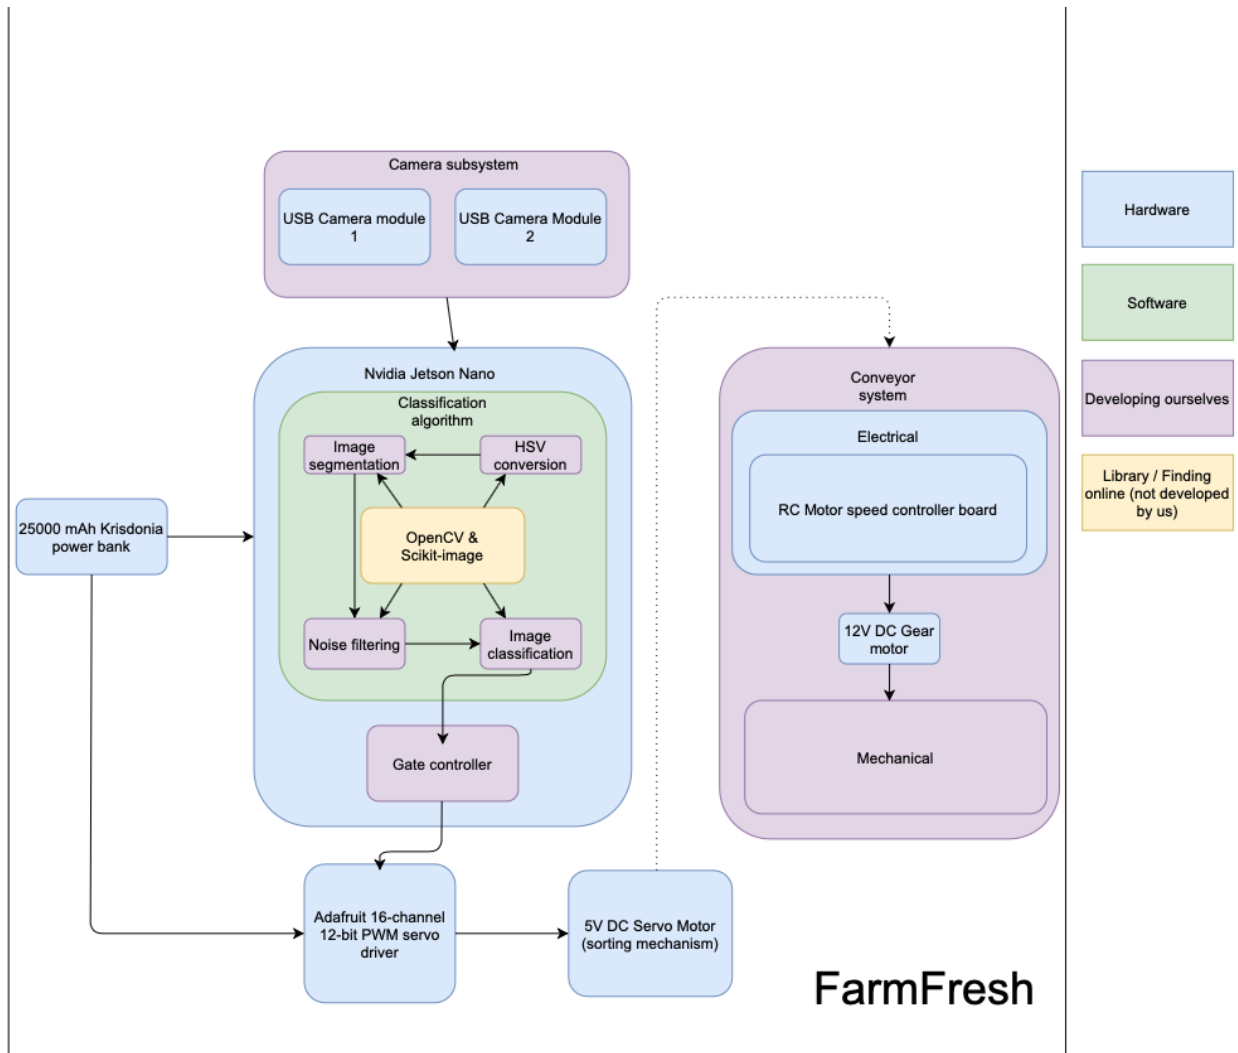 Camera subsystem
USB Camera module
1
USB Camera Module
2
Nvidia Jetson Nano
Classification
algorithm
Image
segmentation
HSV
conversion
OpenCV &
Scikit-image
Noise filtering
Image
classification
Gate controller
25000 mAh Krisdonia
power bank
Adafruit 16-channel
12-bit PWM servo
driver
5V DC Servo Motor
(sorting mechanism)
Conveyor
system
Electrical
RC Motor speed controller board
12V DC Gear
motor
Mechanical
FarmFresh
Hardware
Software
Developing ourselves
Library / Finding
online (not developed
by us)